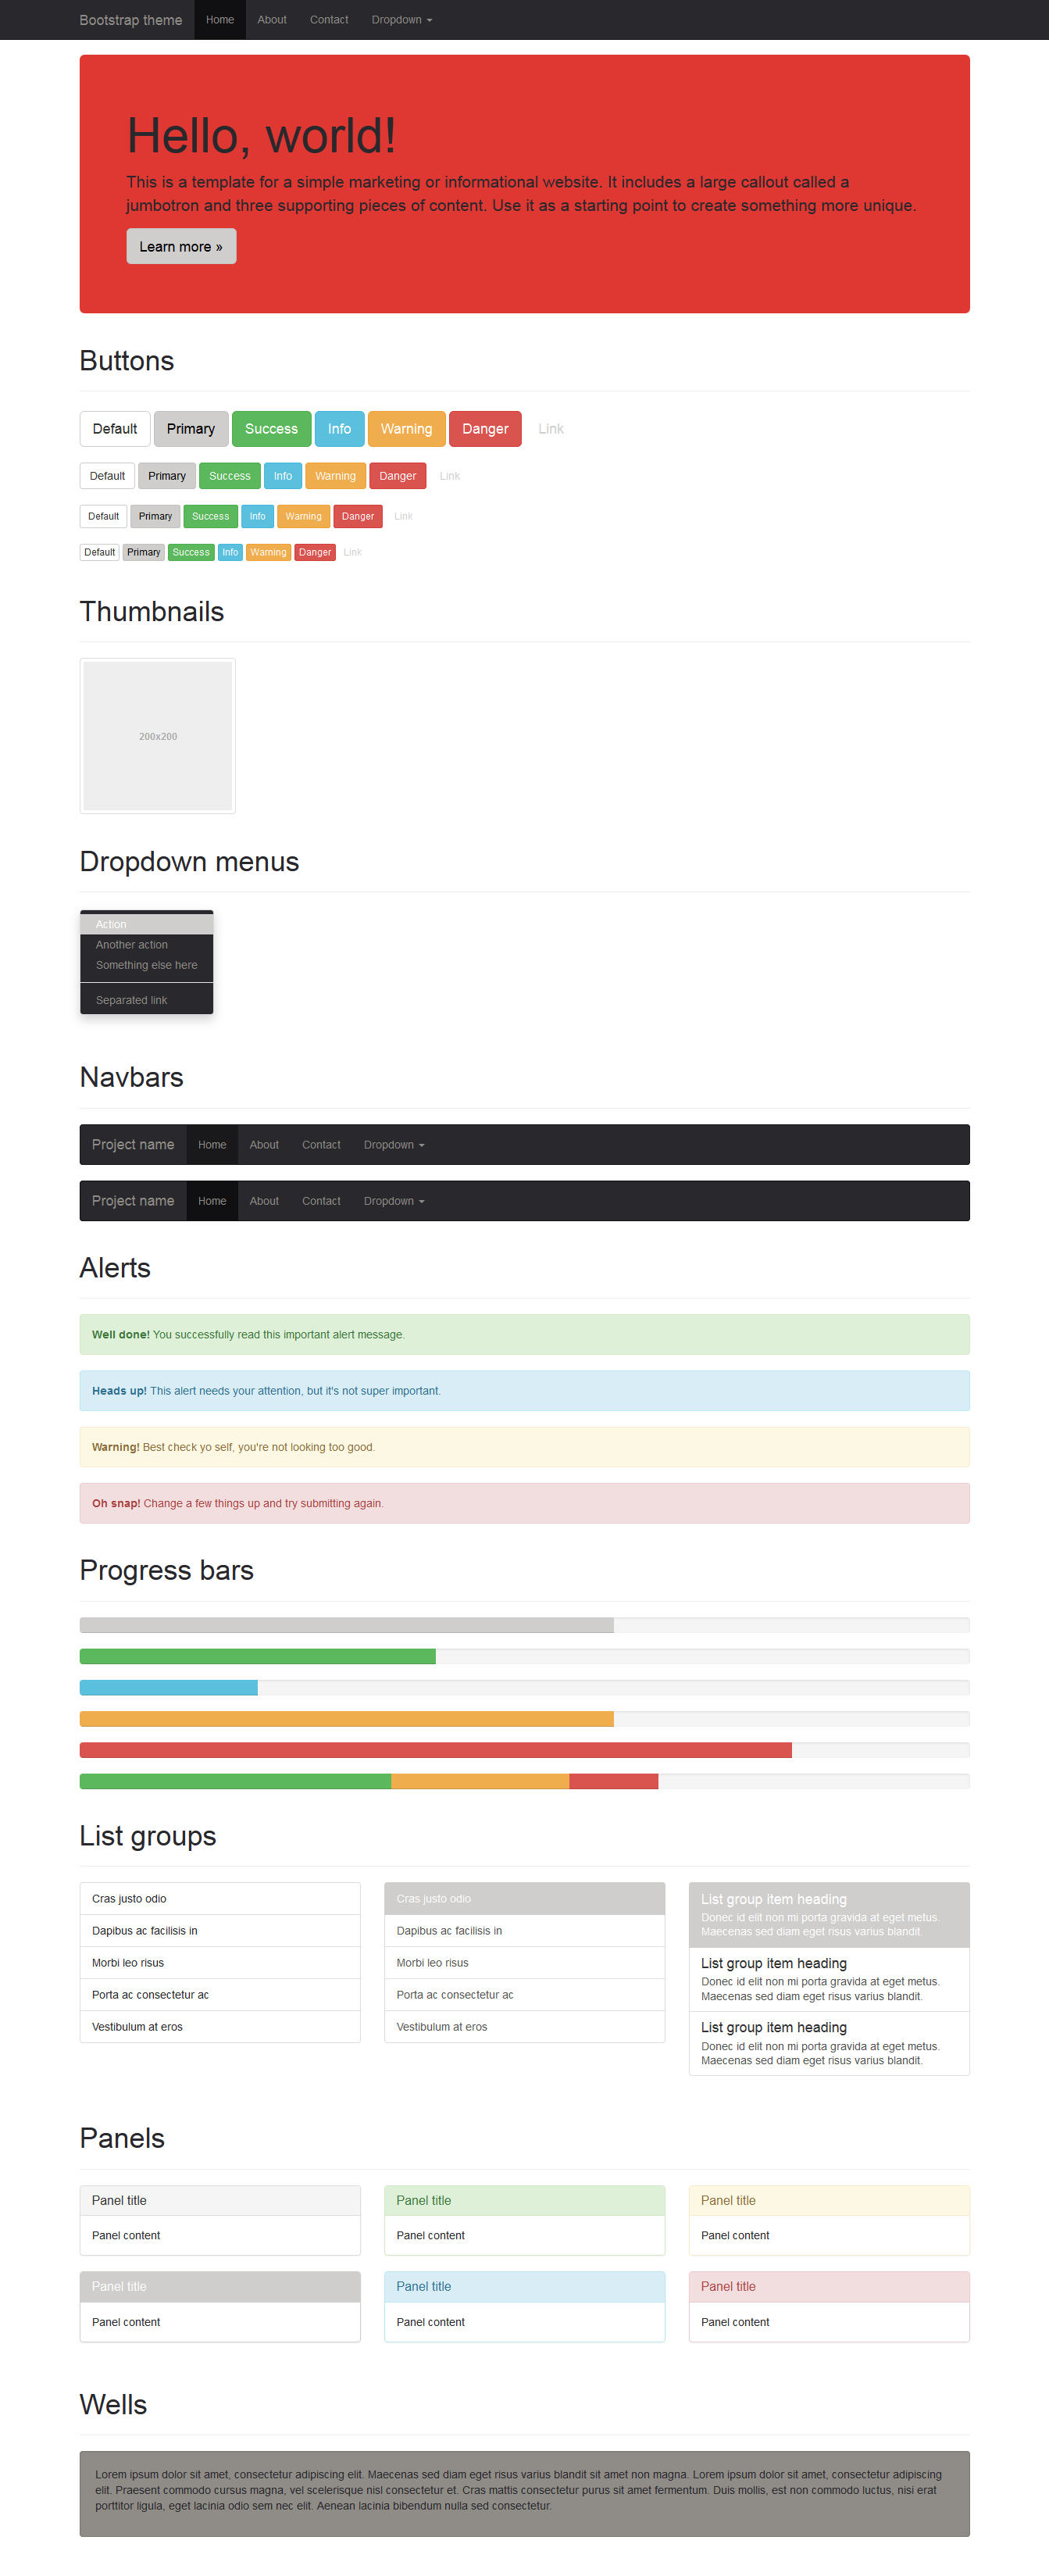 Bootstrap theme Home About Contact Dropdown
Hello, world!
This is a template for a simple marketing or informational website. It includes a large callout called a
jumbotron and three supporting pieces of content. Use it as a starting point to create something more unique.
Learn more »
Buttons
Default Primary Success Info Warning Danger Link
Default Primary Success Info Warning Danger Link
Default Primary Success Info Warning Danger Link
Default Primary Success Info Warning Danger Link
Thumbnails
200x200
Dropdown menus
Action
Another action
Something else here
Separated link
Navbars
Project name Home About Contact Dropdown
Project name Home About Contact Dropdown
Alerts
Well done! You successfully read this important alert message.
Heads up! This alert needs your attention, but it's not super important.
Warning! Best check yo self, you're not looking too good.
Oh snap! Change a few things up and try submitting again.
Progress bars
List groups
Cras justo odio
Dapibus ac facilisis in
Morbi leo risus
Porta ac consectetur ac
Vestibulum at eros
Cras justo odio
Dapibus ac facilisis in
Morbi leo risus
Porta ac consectetur ac
Vestibulum at eros
List group item heading
Donec id elit non mi porta gravida at eget metus.
Maecenas sed diam eget risus varius blandit.
List group item heading
Donec id elit non mi porta gravida at eget metus.
Maecenas sed diam eget risus varius blandit.
List group item heading
Donec id elit non mi porta gravida at eget metus.
Maecenas sed diam eget risus varius blandit.
Panels
Panel title
Panel content
Panel title
Panel content
Panel title
Panel content
Panel title
Panel content
Panel title
Panel content
Panel title
Panel content
Wells
Lorem ipsum dolor sit amet, consectetur adipiscing elit. Maecenas sed diam eget risus varius blandit sit amet non magna. Lorem ipsum dolor sit amet, consectetur adipiscing
elit. Praesent commodo cursus magna, vel scelerisque nisl consectetur et. Cras mattis consectetur purus sit amet fermentum. Duis mollis, est non commodo luctus, nisi erat
porttitor ligula, eget lacinia odio sem nec elit. Aenean lacinia bibendum nulla sed consectetur.